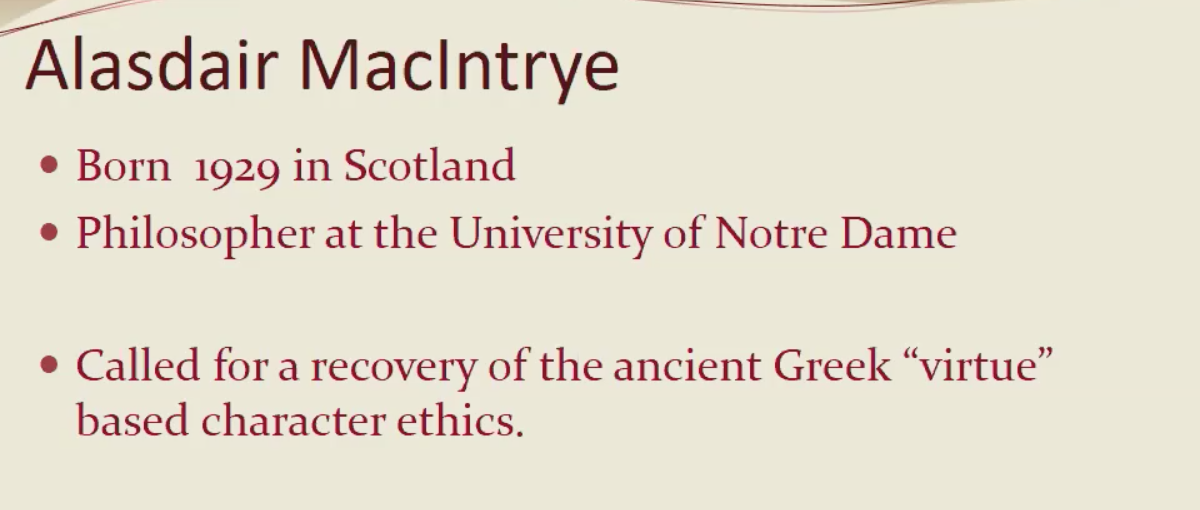 Alasdair MacIntrye
• Born  1929 in Scotland
• Philosopher at the University of Notre Dame
• Called for a recovery of the ancient Greek “virtue”
based character ethics.